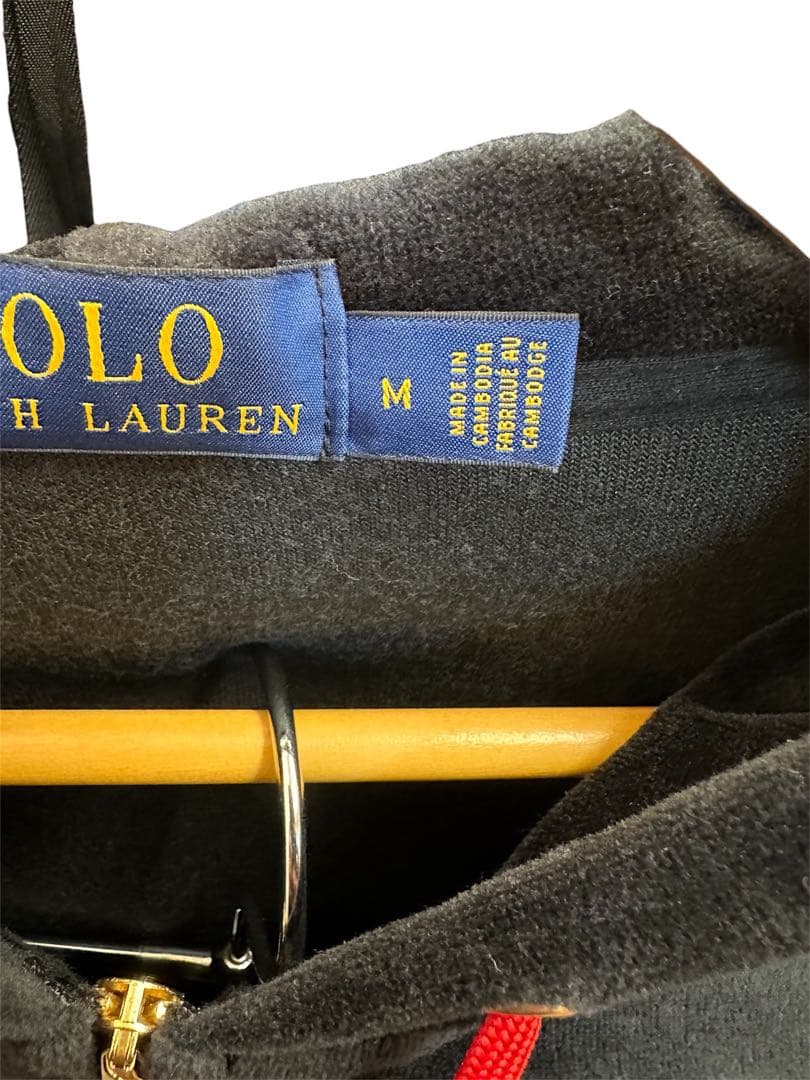 OLO
H LAUREN
M
MADE IN
CAMBODIA
FABRIQUÉ AU
CAMBODGE